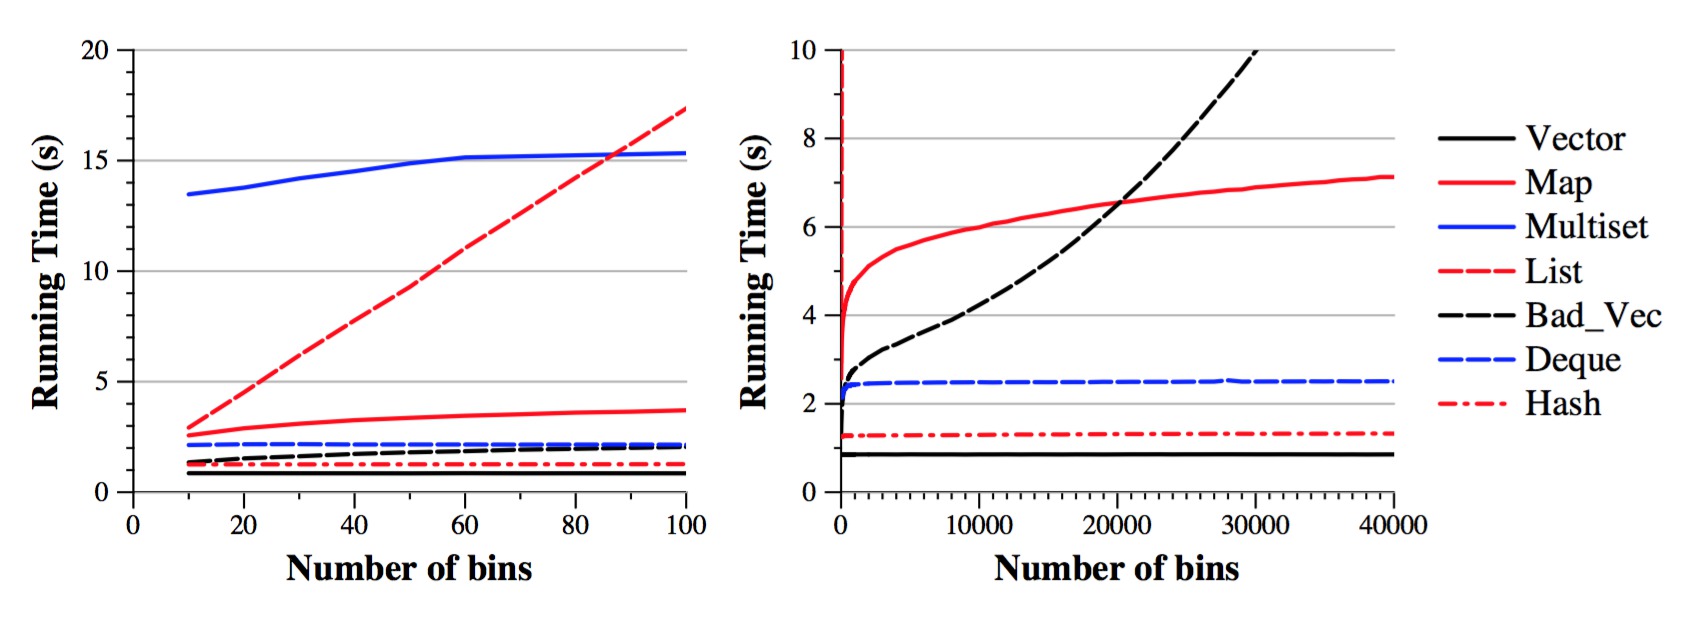 20
15
10
5
0
0 20 40 60 80 100
Running Time (s)
Number of bins
10
8
6
4
2
0
0 10000 20000 30000 40000
Running Time (s)
Number of bins
Vector
Map
Multiset
List
Bad_Vec
Deque
Hash